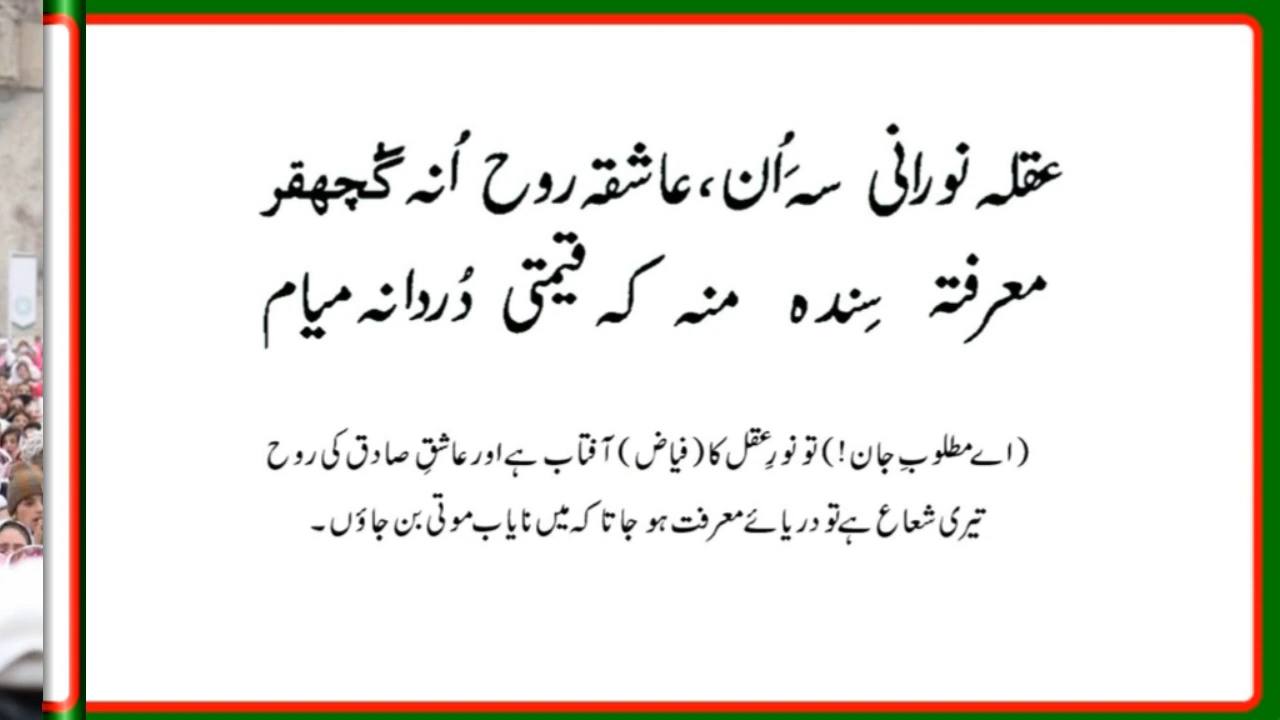 عقلہ نورانی سہ َاُن، عاشقہ روح اُنہ گچھقر
معرفتہ سِندہ منہ کہ قیمتی دُردانہ میام
(اے مطلوبِ جان!) تو نورِ عقل کا (فیاض) آفتاب ہے اور عاشقِ صادق کی روح
تیری شعاع ہے تو دریائے معرفت ہو جا تا کہ میں نایاب موتی بن جاؤں ۔